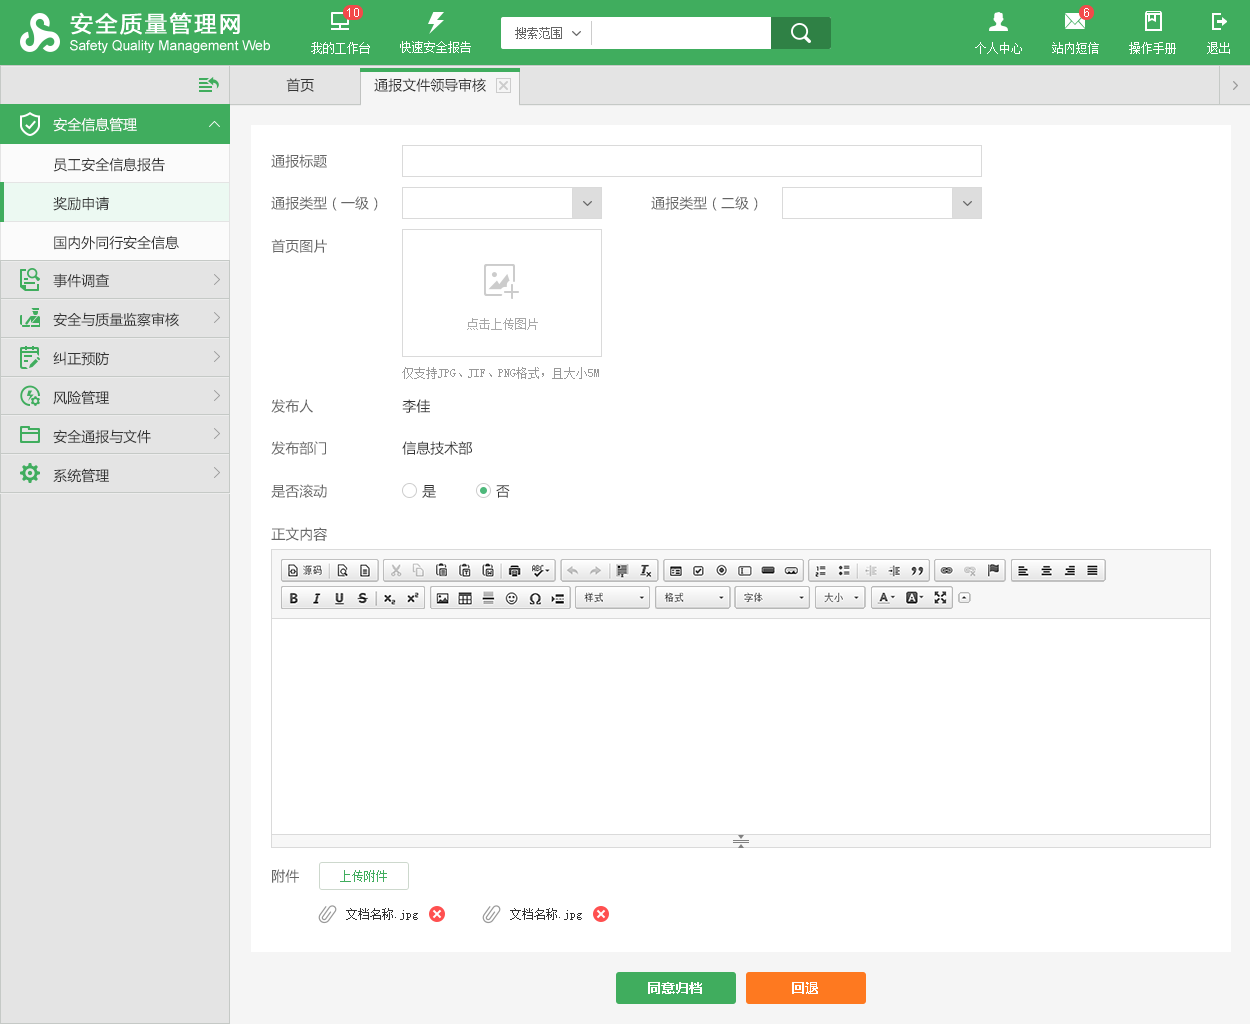 安全质量管理网
Safety Quality Management Web
10
我的工作台
快速安全报告
搜索范围
个人中心
6
站内短信
操作手册
退出
首页
通报文件领导审核
安全信息管理
员工安全信息报告
奖励申请
国内外同行安全信息
事件调查
安全与质量监察审核
纠正预防
风险管理
安全通报与文件
系统管理
通报标题
通报类型（一级）
通报类型（二级）
首页图片
点击上传图片
仅支持JPG、JIF、PNG格式，且大小5M
发布人 李佳
发布部门 信息技术部
是否滚动 是 否
正文内容
源码
样式 格式 字体 大小
附件 上传附件
文档名称.jpg 文档名称.jpg
同意归档 回退